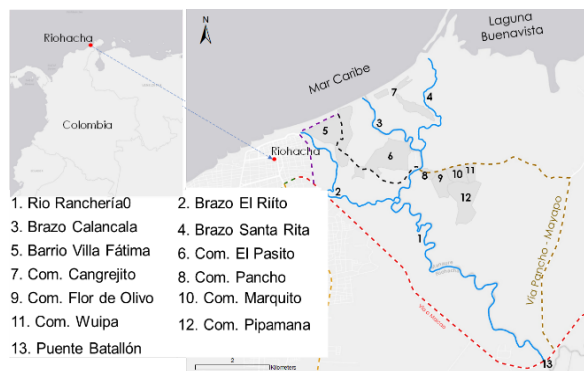 Riohacha
Colombia
N
Laguna
Buenavista
Mar Caribe
7
4
3
5
6
Riohacha
8
9
10
11
12
2
1
Vía Pancha - Mayapo
13
2
Kilometers
1. Rio Ranchería0
2. Brazo El Riíto
3. Brazo Calancala
4. Brazo Santa Rita
5. Barrio Villa Fátima
6. Com. El Pasito
7. Com. Cangrejito
8. Com. Pancho
9. Com. Flor de Olivo
10. Com. Marquito
11. Com. Wuipa
12. Com. Pipamana
13. Puente Batallón